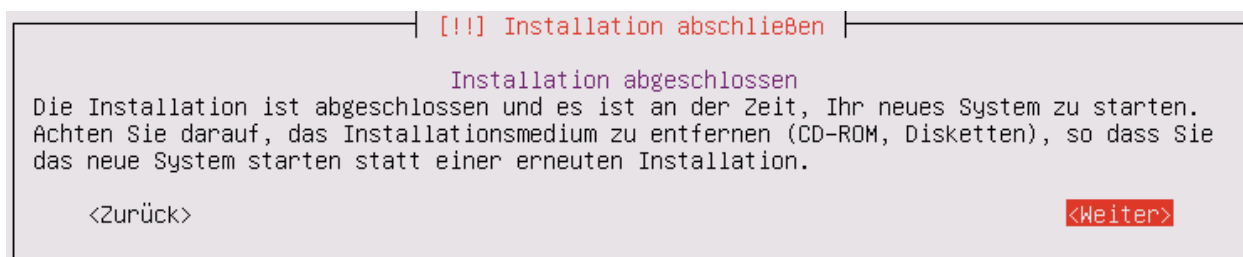 [!!] Installation abschließen
Installation abgeschlossen
Die Installation ist abgeschlossen und es ist an der Zeit, Ihr neues System zu starten.
Achten Sie darauf, das Installationsmedium zu entfernen (CD-ROM, Disketten), so dass Sie
das neue System starten statt einer erneuten Installation.
<Zurück> <Weiter>